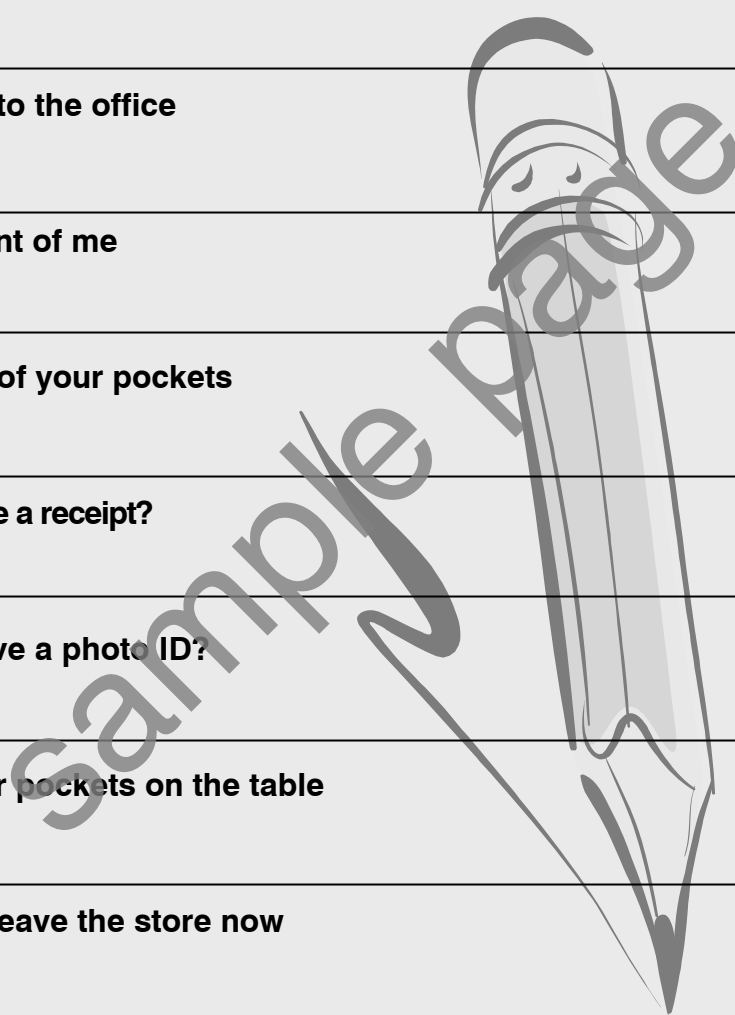 to the office
nt of me
of your pockets
e a receipt?
ve a photo ID?
r pockets on the table
eave the store now
sample page